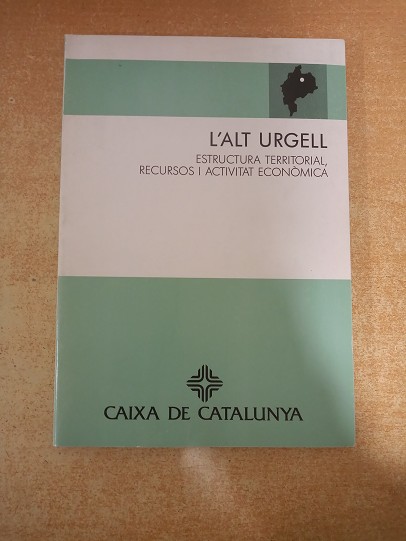 L'ALT URGELL
ESTRUCTURA TERRITORIAL,
RECURSOS I ACTIVITAT ECONÒMICA
CAIXA DE CATALUNYA